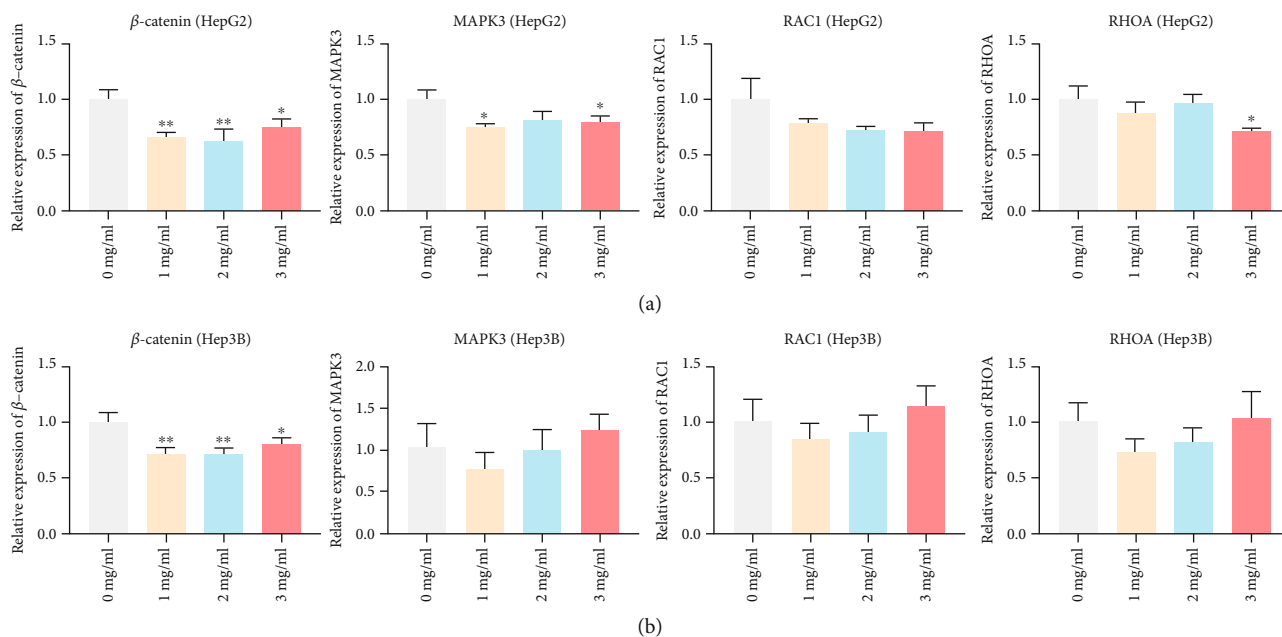 β-catenin (HepG2)
Relative expression of β–catenin
1.5
1.0
0.5
0.0
**
**
*
0 mg/ml
1 mg/ml
2 mg/ml
3 mg/ml
MAPK3 (HepG2)
Relative expression of MAPK3
1.5
1.0
0.5
0.0
*
*
0 mg/ml
1 mg/ml
2 mg/ml
3 mg/ml
RAC1 (HepG2)
Relative expression of RAC1
1.5
1.0
0.5
0.0
0 mg/ml
1 mg/ml
2 mg/ml
3 mg/ml
RHOA (HepG2)
Relative expression of RHOA
1.5
1.0
0.5
0.0
*
0 mg/ml
1 mg/ml
2 mg/ml
3 mg/ml
(a)
β-catenin (Hep3B)
Relative expression of β–catenin
1.5
1.0
0.5
0.0
**
**
*
0 mg/ml
1 mg/ml
2 mg/ml
3 mg/ml
MAPK3 (Hep3B)
Relative expression of MAPK3
2.0
1.5
1.0
0.5
0.0
0 mg/ml
1 mg/ml
2 mg/ml
3 mg/ml
RAC1 (Hep3B)
Relative expression of RAC1
1.5
1.0
0.5
0.0
0 mg/ml
1 mg/ml
2 mg/ml
3 mg/ml
RHOA (Hep3B)
Relative expression of RHOA
1.5
1.0
0.5
0.0
0 mg/ml
1 mg/ml
2 mg/ml
3 mg/ml
(b)